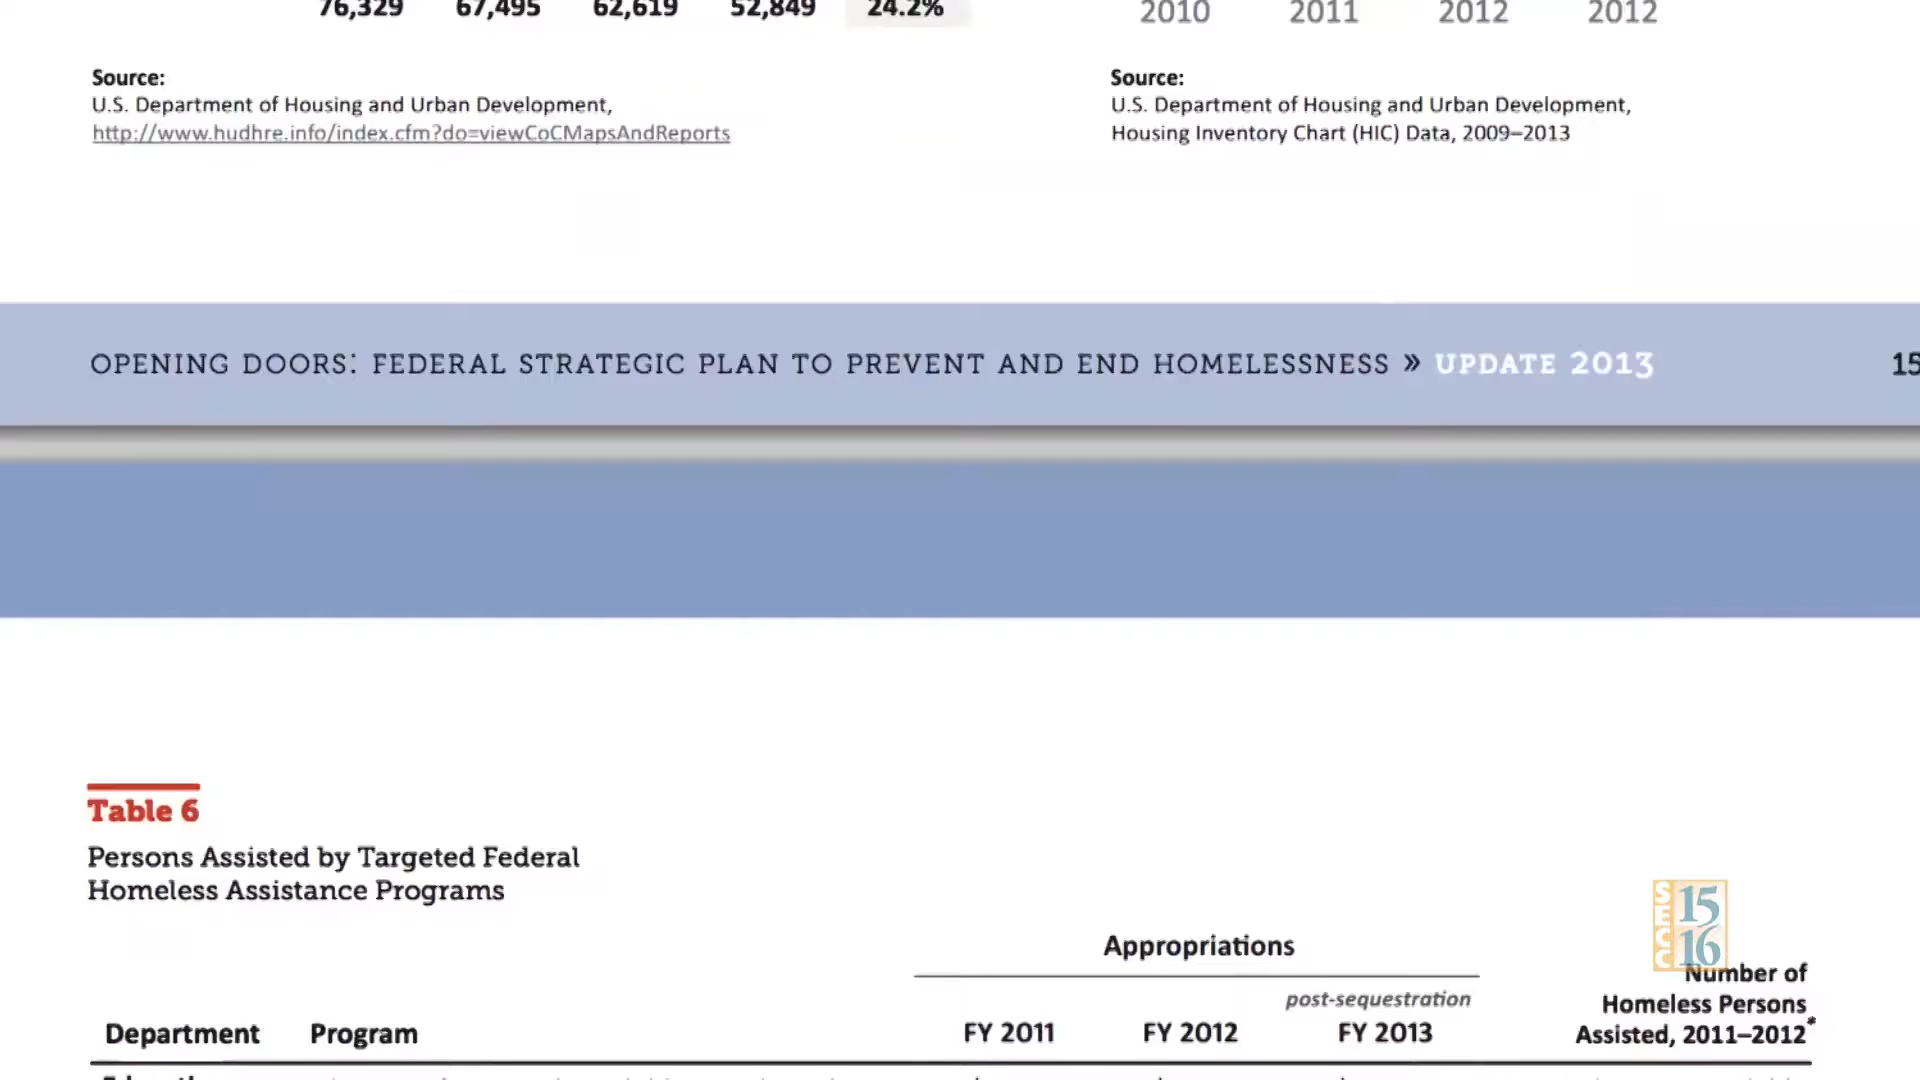 76,329 67,495 62,619 52,849 24.2%
2010 2011 2012 2012
Source:
U.S. Department of Housing and Urban Development,
http://www.hudhre.info/index.cfm?do=viewCoCMapsAndReports
Source:
U.S. Department of Housing and Urban Development,
Housing Inventory Chart (HIC) Data, 2009–2013
OPENING DOORS: FEDERAL STRATEGIC PLAN TO PREVENT AND END HOMELESSNESS » UPDATE 2013 15
Table 6
Persons Assisted by Targeted Federal
Homeless Assistance Programs
SECC 15 16
Appropriations
post-sequestration
Number of
Homeless Persons
Assisted, 2011–2012*
Department Program FY 2011 FY 2012 FY 2013